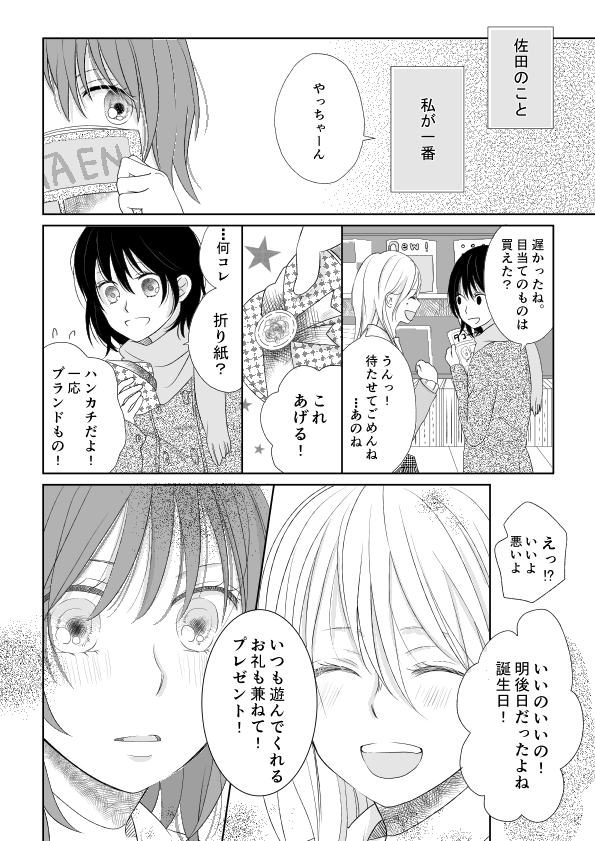 佐田のこと
私が一番
やっちゃーん
AEN
遅かったね。
目当てのものは
買えた?
New!
うんっ!
待たせてごめんね
…あのね
これ
あげる!
…何コレ
折り紙?
ハンカチだよ!
一応
ブランドもの!
えっ!?
いいよ
悪いよ
いいのいいの!
明後日だったよね
誕生日!
いつも遊んでくれる
お礼も兼ねて!
プレゼント!